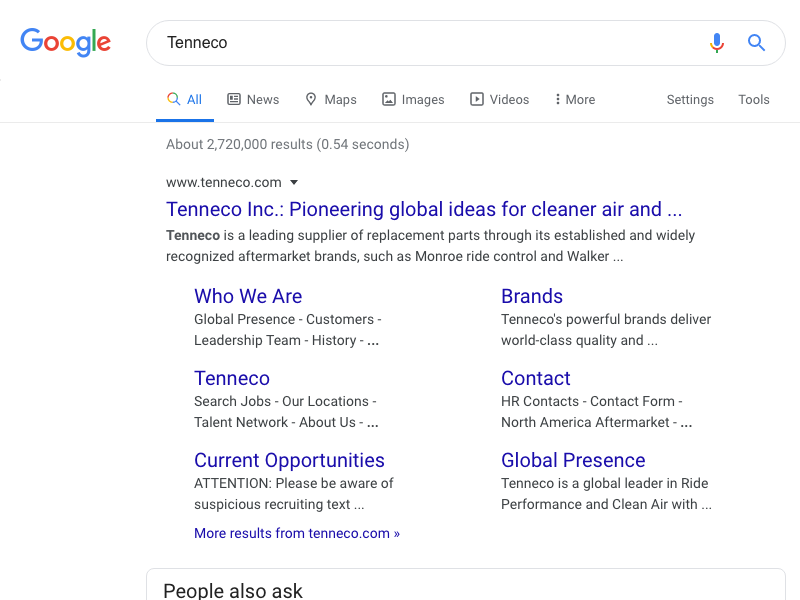 Google
Tenneco
All
News
Maps
Images
Videos
More
Settings
Tools
About 2,720,000 results (0.54 seconds)
www.tenneco.com
Tenneco Inc.: Pioneering global ideas for cleaner air and ...
Tenneco is a leading supplier of replacement parts through its established and widely
recognized aftermarket brands, such as Monroe ride control and Walker ...
Who We Are
Global Presence - Customers -
Leadership Team - History - ...
Brands
Tenneco's powerful brands deliver
world-class quality and ...
Tenneco
Search Jobs - Our Locations -
Talent Network - About Us - ...
Contact
HR Contacts - Contact Form -
North America Aftermarket - ...
Current Opportunities
ATTENTION: Please be aware of
suspicious recruiting text ...
Global Presence
Tenneco is a global leader in Ride
Performance and Clean Air with ...
More results from tenneco.com »
People also ask